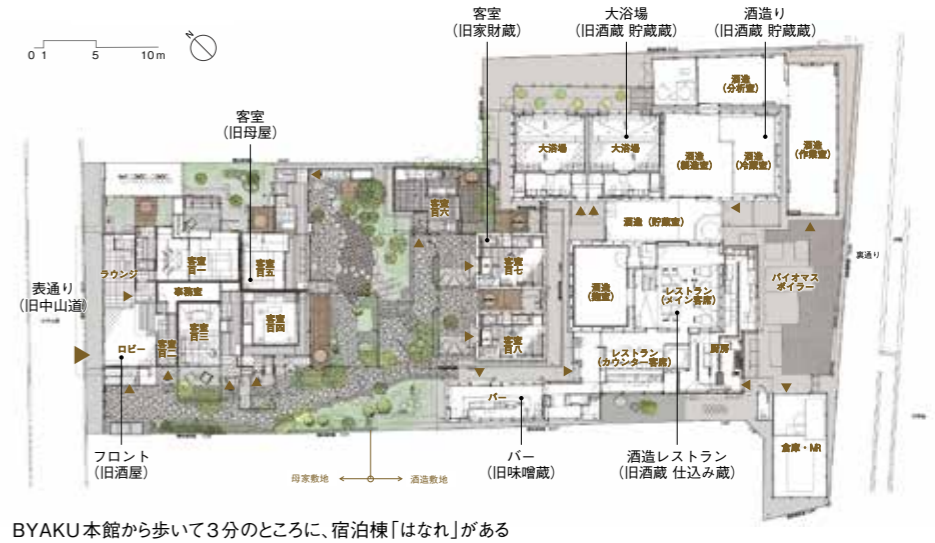 客室
（旧家財蔵）
大浴場
（旧酒蔵 貯蔵蔵）
酒造り
（旧酒蔵 貯蔵蔵）
0 1 5 10m
N
客室
（旧母屋）
酒造
（分析室）
大浴場
大浴場
酒造
（製造室）
酒造
（冷蔵室）
酒造
（作業室）
客室
百六
酒造（貯蔵室）
ラウンジ
客室
百一
客室
百五
客室
百七
裏通り
表通り
（旧中山道）
事務室
酒造
（麹室）
レストラン
（メイン客席）
バイオマス
ボイラー
ロビー
客室
百二
客室
百三
客室
百四
客室
百八
レストラン
（カウンター客席）
厨房
バー
倉庫・MR
フロント
（旧酒屋）
母家敷地
酒造敷地
バー
（旧味噌蔵）
酒造レストラン
（旧酒蔵 仕込み蔵）
BYAKU本館から歩いて3分のところに、宿泊棟「はなれ」がある